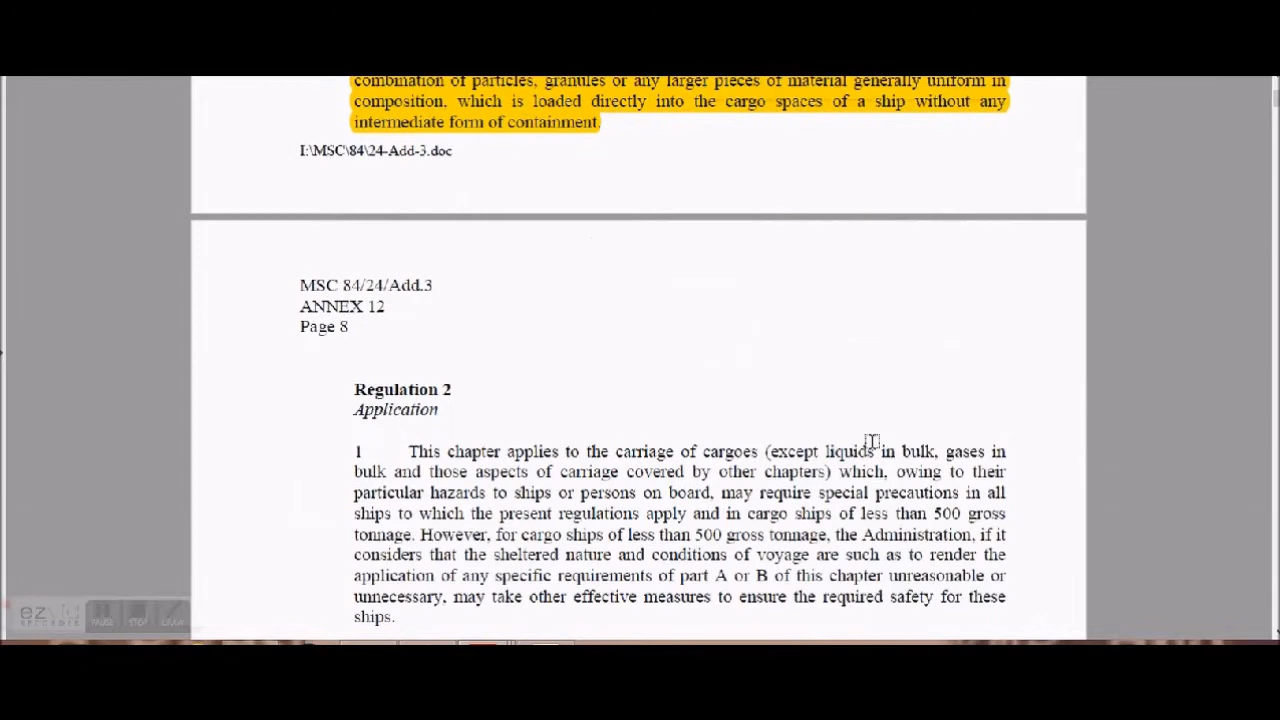 combination of particles, granules or any larger pieces of material generally uniform in
composition, which is loaded directly into the cargo spaces of a ship without any
intermediate form of containment.
I:\MSC\84\24-Add-3.doc
MSC 84/24/Add.3
ANNEX 12
Page 8
Regulation 2
Application
1 This chapter applies to the carriage of cargoes (except liquids in bulk, gases in
bulk and those aspects of carriage covered by other chapters) which, owing to their
particular hazards to ships or persons on board, may require special precautions in all
ships to which the present regulations apply and in cargo ships of less than 500 gross
tonnage. However, for cargo ships of less than 500 gross tonnage, the Administration, if it
considers that the sheltered nature and conditions of voyage are such as to render the
application of any specific requirements of part A or B of this chapter unreasonable or
unnecessary, may take other effective measures to ensure the required safety for these
ships.
ez